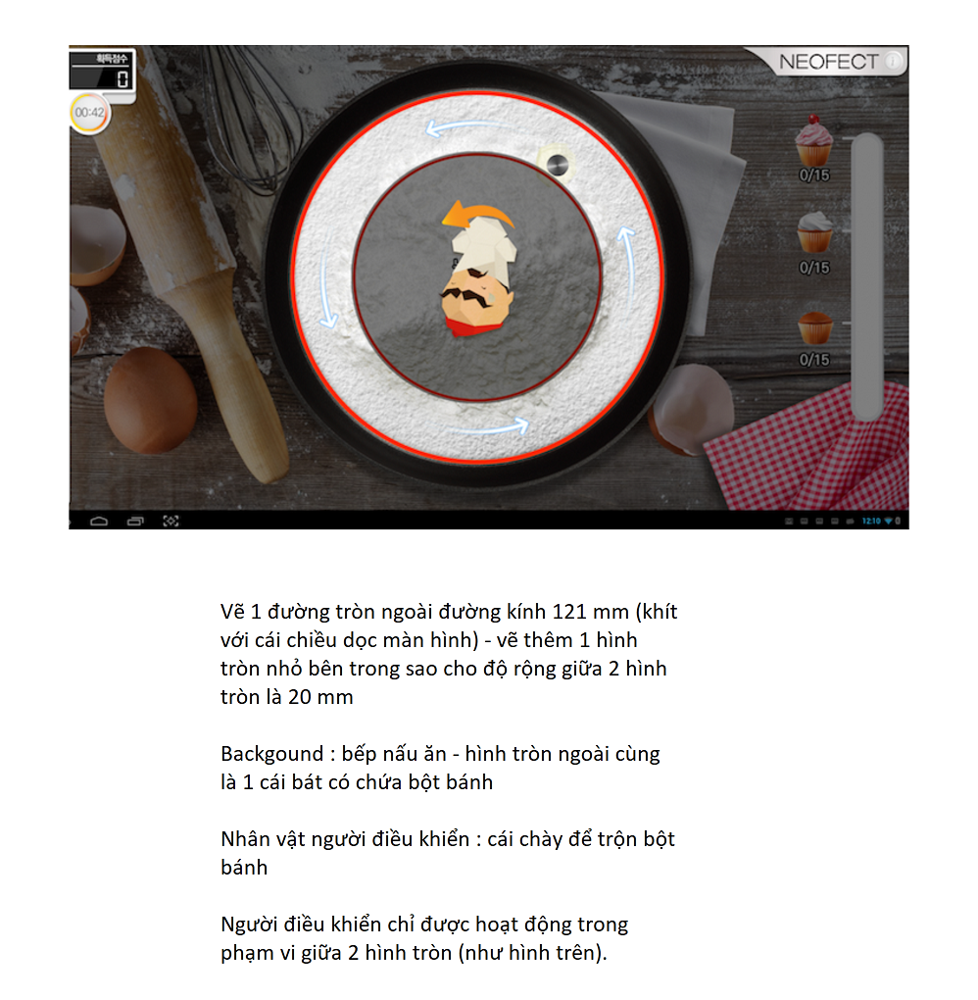 획득점수
0
00:42
NEOFECT
0/15
0/15
0/15
12:10
Vẽ 1 đường tròn ngoài đường kính 121 mm (khít
với cái chiều dọc màn hình) - vẽ thêm 1 hình
tròn nhỏ bên trong sao cho độ rộng giữa 2 hình
tròn là 20 mm
Backgound : bếp nấu ăn - hình tròn ngoài cùng
là 1 cái bát có chứa bột bánh
Nhân vật người điều khiển : cái chày để trộn bột
bánh
Người điều khiển chỉ được hoạt động trong
phạm vi giữa 2 hình tròn (như hình trên).